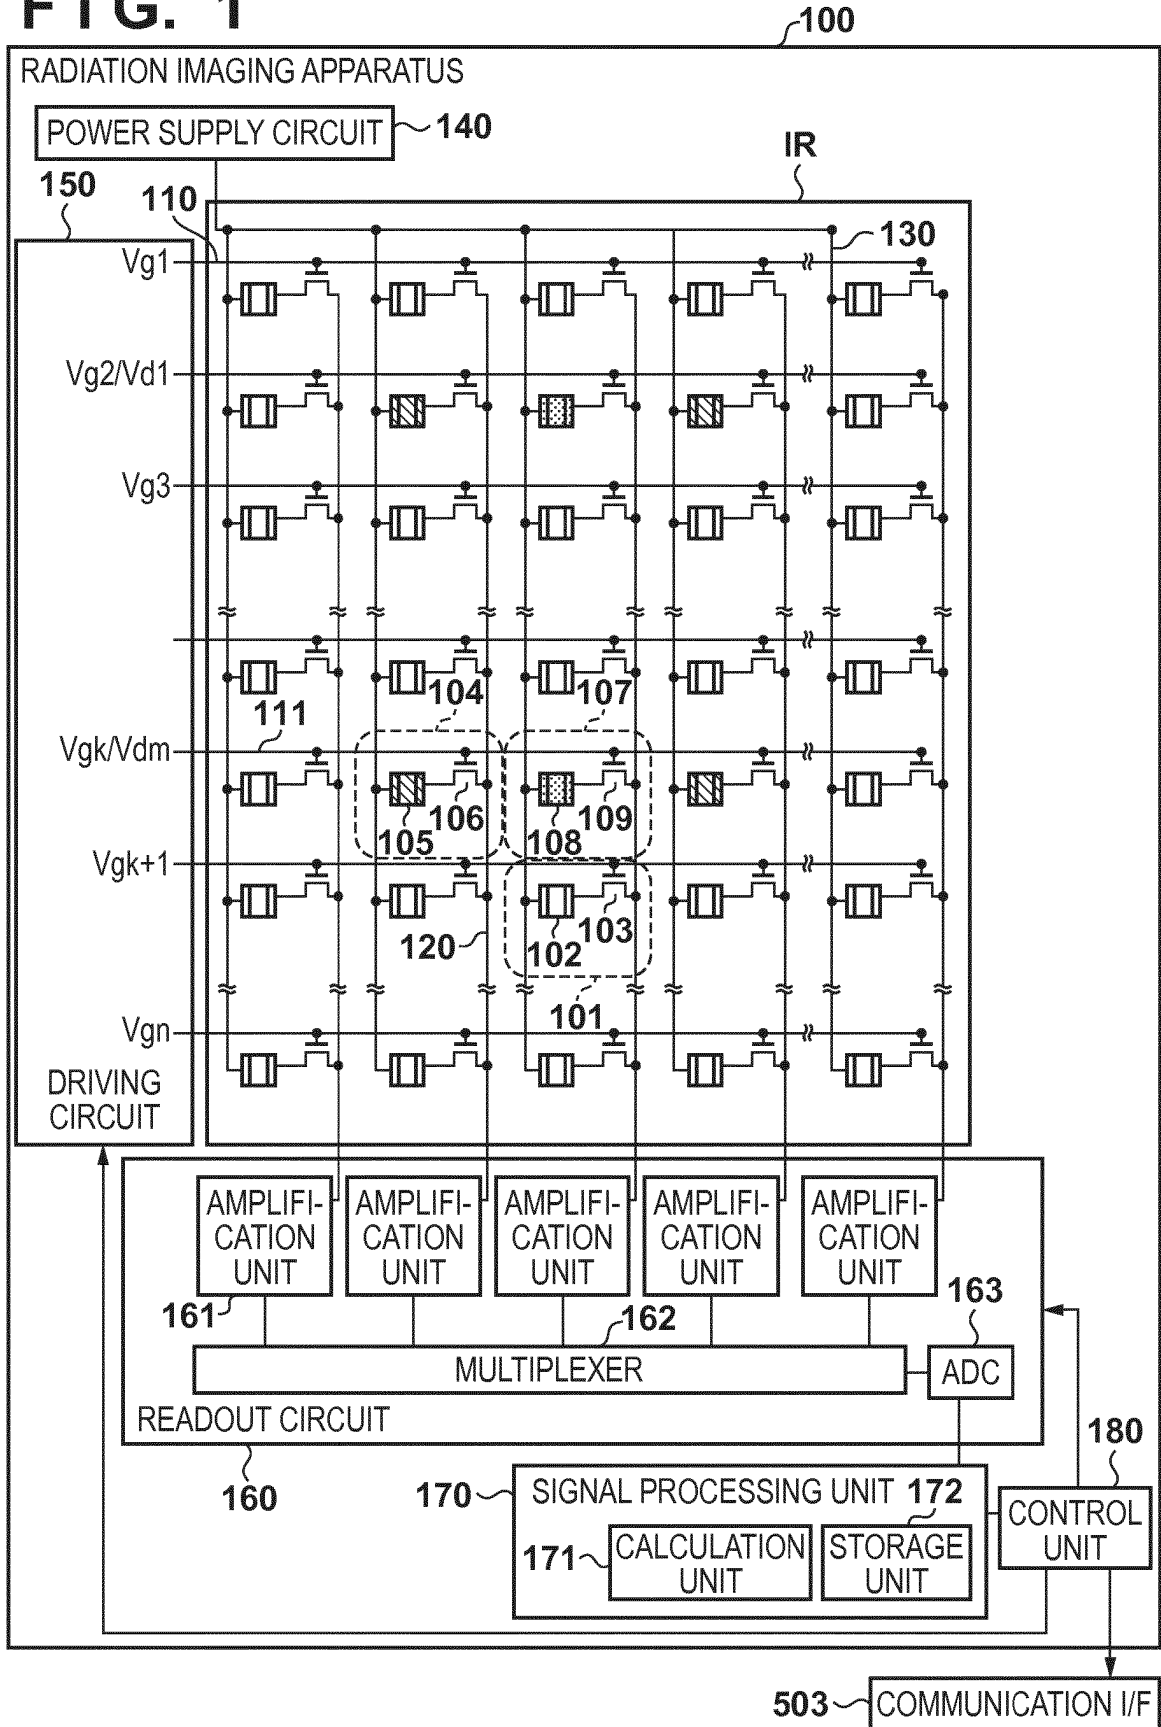 FIG. 1
100
RADIATION IMAGING APPARATUS
POWER SUPPLY CIRCUIT
140
IR
150
110
130
Vg1
Vg2/Vd1
Vg3
104
107
111
Vgk/Vdm
105
106
108
109
Vgk+1
120
102
103
101
Vgn
DRIVING
CIRCUIT
AMPLIFI-
CATION
UNIT
AMPLIFI-
CATION
UNIT
AMPLIFI-
CATION
UNIT
AMPLIFI-
CATION
UNIT
AMPLIFI-
CATION
UNIT
161
162
163
MULTIPLEXER
ADC
READOUT CIRCUIT
160
170
SIGNAL PROCESSING UNIT
172
180
171
CALCULATION
UNIT
STORAGE
UNIT
CONTROL
UNIT
503
COMMUNICATION I/F